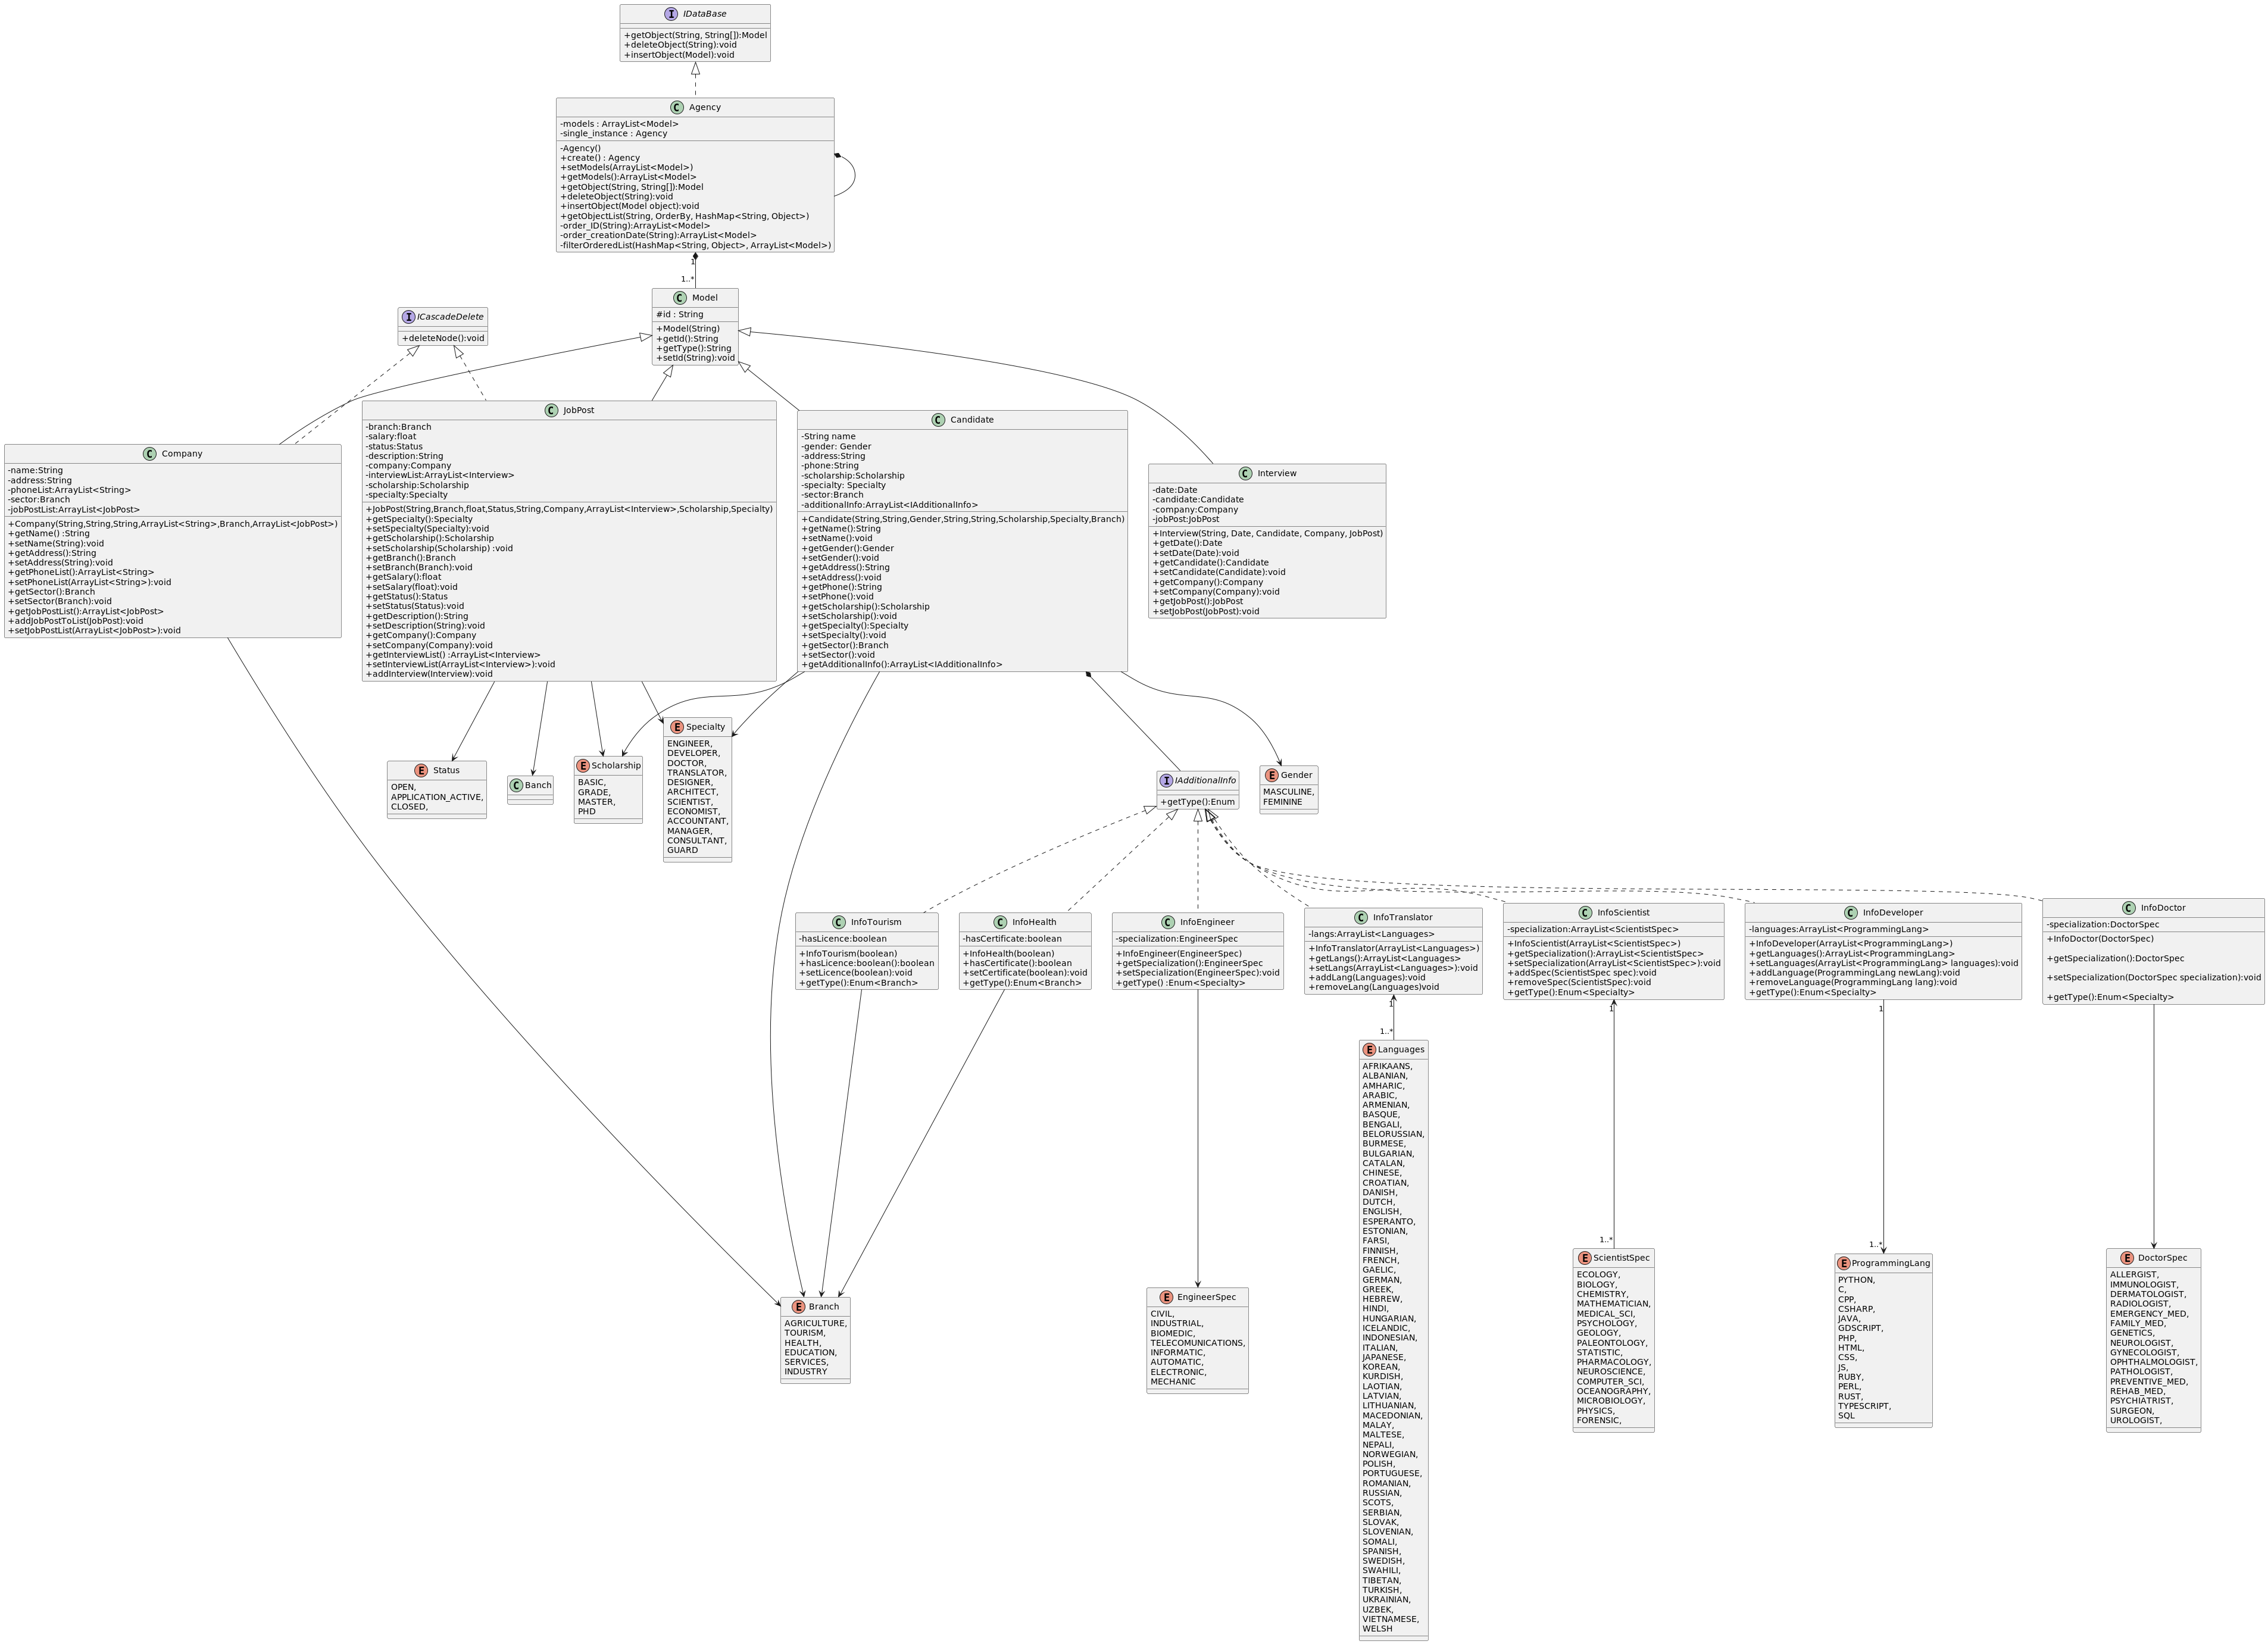 I IDataBase
+getObject(String, String[]):Model
+deleteObject(String):void
+insertObject(Model):void
C Agency
-models : ArrayList<Model>
-single_instance : Agency
-Agency()
+create() : Agency
+setModels(ArrayList<Model>)
+getModels():ArrayList<Model>
+getObject(String, String[]):Model
+deleteObject(String):void
+insertObject(Model object):void
+getObjectList(String, OrderBy, HashMap<String, Object>)
-order_ID(String):ArrayList<Model>
-order_creationDate(String):ArrayList<Model>
-filterOrderedList(HashMap<String, Object>, ArrayList<Model>)
1
1..*
C Model
#id : String
+Model(String)
+getId():String
+getType():String
+setId(String):void
I ICascadeDelete
+deleteNode():void
C Company
-name:String
-address:String
-phoneList:ArrayList<String>
-sector:Branch
-jobPostList:ArrayList<JobPost>
+Company(String,String,String,ArrayList<String>,Branch,ArrayList<JobPost>)
+getName() :String
+setName(String):void
+getAddress():String
+setAddress(String):void
+getPhoneList():ArrayList<String>
+setPhoneList(ArrayList<String>):void
+getSector():Branch
+setSector(Branch):void
+getJobPostList():ArrayList<JobPost>
+addJobPostToList(JobPost):void
+setJobPostList(ArrayList<JobPost>):void
C JobPost
-branch:Branch
-salary:float
-status:Status
-description:String
-company:Company
-interviewList:ArrayList<Interview>
-scholarship:Scholarship
-specialty:Specialty
+JobPost(String,Branch,float,Status,String,Company,ArrayList<Interview>,Scholarship,Specialty)
+getSpecialty():Specialty
+setSpecialty(Specialty):void
+getScholarship():Scholarship
+setScholarship(Scholarship) :void
+getBranch():Branch
+setBranch(Branch):void
+getSalary():float
+setSalary(float):void
+getStatus():Status
+setStatus(Status):void
+getDescription():String
+setDescription(String):void
+getCompany():Company
+setCompany(Company):void
+getInterviewList() :ArrayList<Interview>
+setInterviewList(ArrayList<Interview>):void
+addInterview(Interview):void
C Candidate
-String name
-gender: Gender
-address:String
-phone:String
-scholarship:Scholarship
-specialty: Specialty
-sector:Branch
-additionalInfo:ArrayList<IAdditionalInfo>
+Candidate(String,String,Gender,String,String,Scholarship,Specialty,Branch)
+getName():String
+setName():void
+getGender():Gender
+setGender():void
+getAddress():String
+setAddress():void
+getPhone():String
+setPhone():void
+getScholarship():Scholarship
+setScholarship():void
+getSpecialty():Specialty
+setSpecialty():void
+getSector():Branch
+setSector():void
+getAdditionalInfo():ArrayList<IAdditionalInfo>
C Interview
-date:Date
-candidate:Candidate
-company:Company
-jobPost:JobPost
+Interview(String, Date, Candidate, Company, JobPost)
+getDate():Date
+setDate(Date):void
+getCandidate():Candidate
+setCandidate(Candidate):void
+getCompany():Company
+setCompany(Company):void
+getJobPost():JobPost
+setJobPost(JobPost):void
E Status
OPEN,
APPLICATION_ACTIVE,
CLOSED,
C Banch
E Scholarship
BASIC,
GRADE,
MASTER,
PHD
E Specialty
ENGINEER,
DEVELOPER,
DOCTOR,
TRANSLATOR,
DESIGNER,
ARCHITECT,
SCIENTIST,
ECONOMIST,
ACCOUNTANT,
MANAGER,
CONSULTANT,
GUARD
I IAdditionalInfo
+getType():Enum
E Gender
MASCULINE,
FEMININE
C InfoTourism
-hasLicence:boolean
+InfoTourism(boolean)
+hasLicence:boolean():boolean
+setLicence(boolean):void
+getType():Enum<Branch>
C InfoHealth
-hasCertificate:boolean
+InfoHealth(boolean)
+hasCertificate():boolean
+setCertificate(boolean):void
+getType():Enum<Branch>
C InfoEngineer
-specialization:EngineerSpec
+InfoEngineer(EngineerSpec)
+getSpecialization():EngineerSpec
+setSpecialization(EngineerSpec):void
+getType() :Enum<Specialty>
C InfoTranslator
-langs:ArrayList<Languages>
+InfoTranslator(ArrayList<Languages>)
+getLangs():ArrayList<Languages>
+setLangs(ArrayList<Languages>):void
+addLang(Languages):void
+removeLang(Languages)void
C InfoScientist
-specialization:ArrayList<ScientistSpec>
+InfoScientist(ArrayList<ScientistSpec>)
+getSpecialization():ArrayList<ScientistSpec>
+setSpecialization(ArrayList<ScientistSpec>):void
+addSpec(ScientistSpec spec):void
+removeSpec(ScientistSpec):void
+getType():Enum<Specialty>
C InfoDeveloper
-languages:ArrayList<ProgrammingLang>
+InfoDeveloper(ArrayList<ProgrammingLang>)
+getLanguages():ArrayList<ProgrammingLang>
+setLanguages(ArrayList<ProgrammingLang> languages):void
+addLanguage(ProgrammingLang newLang):void
+removeLanguage(ProgrammingLang lang):void
+getType():Enum<Specialty>
C InfoDoctor
-specialization:DoctorSpec
+InfoDoctor(DoctorSpec)
+getSpecialization():DoctorSpec
+setSpecialization(DoctorSpec specialization):void
+getType():Enum<Specialty>
1
1..*
1
1..*
1
1..*
E Branch
AGRICULTURE,
TOURISM,
HEALTH,
EDUCATION,
SERVICES,
INDUSTRY
E EngineerSpec
CIVIL,
INDUSTRIAL,
BIOMEDIC,
TELECOMUNICATIONS,
INFORMATIC,
AUTOMATIC,
ELECTRONIC,
MECHANIC
E Languages
AFRIKAANS,
ALBANIAN,
AMHARIC,
ARABIC,
ARMENIAN,
BASQUE,
BENGALI,
BELORUSSIAN,
BURMESE,
BULGARIAN,
CATALAN,
CHINESE,
CROATIAN,
DANISH,
DUTCH,
ENGLISH,
ESPERANTO,
ESTONIAN,
FARSI,
FINNISH,
FRENCH,
GAELIC,
GERMAN,
GREEK,
HEBREW,
HINDI,
HUNGARIAN,
ICELANDIC,
INDONESIAN,
ITALIAN,
JAPANESE,
KOREAN,
KURDISH,
LAOTIAN,
LATVIAN,
LITHUANIAN,
MACEDONIAN,
MALAY,
MALTESE,
NEPALI,
NORWEGIAN,
POLISH,
PORTUGUESE,
ROMANIAN,
RUSSIAN,
SCOTS,
SERBIAN,
SLOVAK,
SLOVENIAN,
SOMALI,
SPANISH,
SWEDISH,
SWAHILI,
TIBETAN,
TURKISH,
UKRAINIAN,
UZBEK,
VIETNAMESE,
WELSH
E ScientistSpec
ECOLOGY,
BIOLOGY,
CHEMISTRY,
MATHEMATICIAN,
MEDICAL_SCI,
PSYCHOLOGY,
GEOLOGY,
PALEONTOLOGY,
STATISTIC,
PHARMACOLOGY,
NEUROSCIENCE,
COMPUTER_SCI,
OCEANOGRAPHY,
MICROBIOLOGY,
PHYSICS,
FORENSIC,
E ProgrammingLang
PYTHON,
C,
CPP,
CSHARP,
JAVA,
GDSCRIPT,
PHP,
HTML,
CSS,
JS,
RUBY,
PERL,
RUST,
TYPESCRIPT,
SQL
E DoctorSpec
ALLERGIST,
IMMUNOLOGIST,
DERMATOLOGIST,
RADIOLOGIST,
EMERGENCY_MED,
FAMILY_MED,
GENETICS,
NEUROLOGIST,
GYNECOLOGIST,
OPHTHALMOLOGIST,
PATHOLOGIST,
PREVENTIVE_MED,
REHAB_MED,
PSYCHIATRIST,
SURGEON,
UROLOGIST,